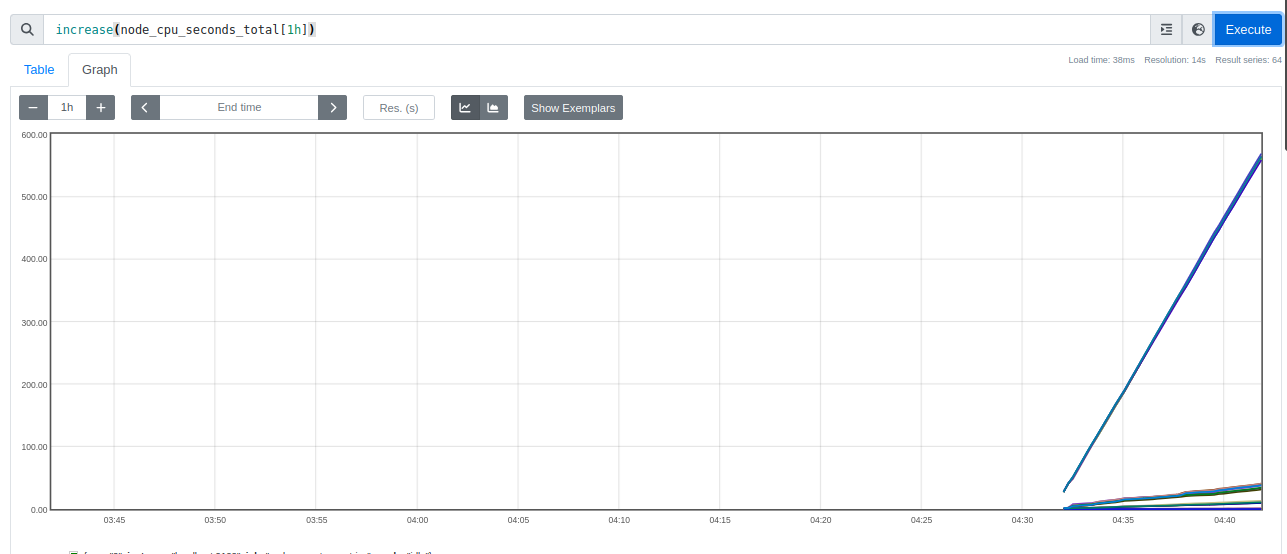 increase(node_cpu_seconds_total[1h])
Execute
Table
Graph
Load time: 38ms Resolution: 14s Result series: 64
1h
End time
Res. (s)
Show Exemplars
600.00
500.00
400.00
300.00
200.00
100.00
0.00
03:45 03:50 03:55 04:00 04:05 04:10 04:15 04:20 04:25 04:30 04:35 04:40